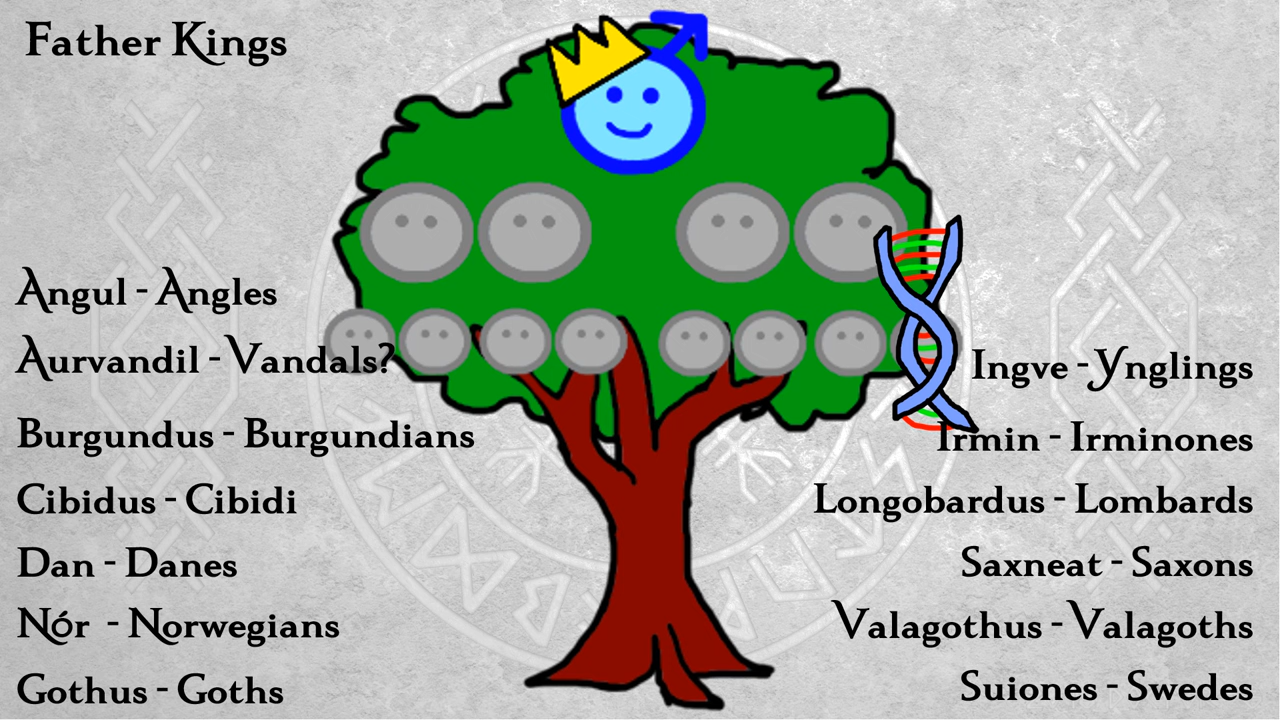 Father Kings
Angul - Angles
Aurvandil - Vandals?
Burgundus - Burgundians
Cibidus - Cibidi
Dan - Danes
Nór - Norwegians
Gothus - Goths
Ingve - Ynglings
Irmin - Irminones
Longobardus - Lombards
Saxneat - Saxons
Valagothus - Valagoths
Suiones - Swedes